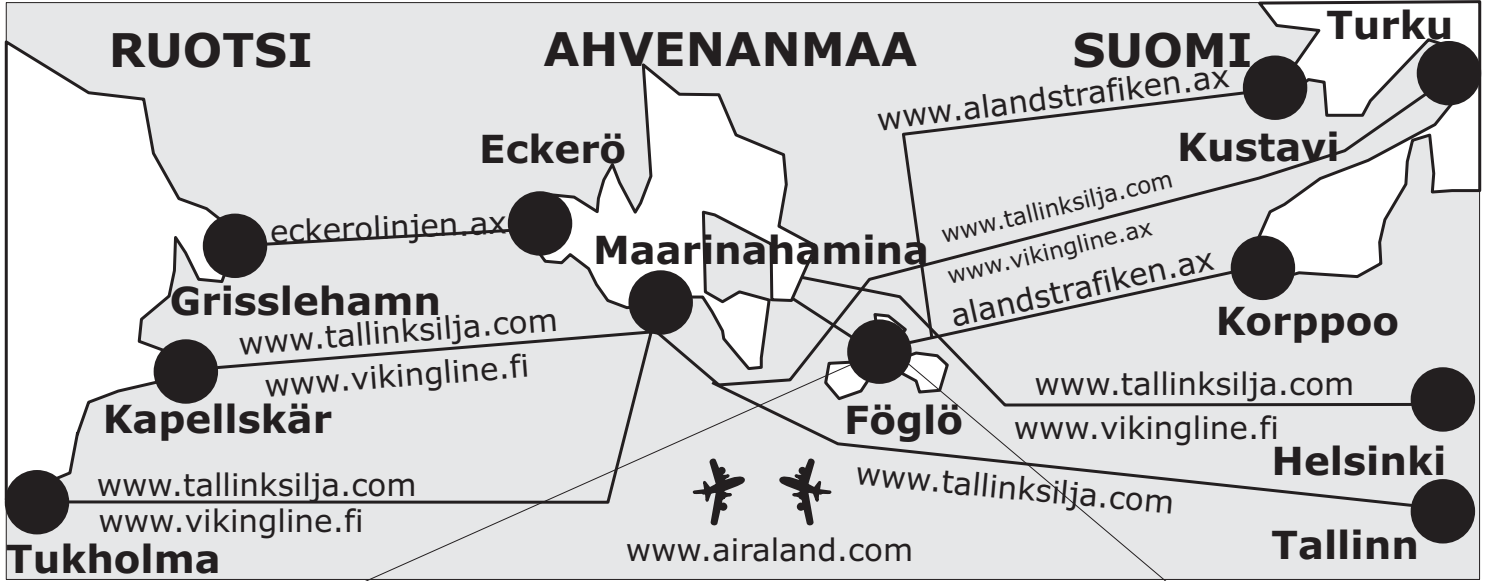 RUOTSI
AHVENANMAA
SUOMI
Turku
www.alandstrafiken.ax
Eckerö
Kustavi
eckerolinjen.ax
Maarinahamina
www.tallinksilja.com
www.vikingline.ax
alandstrafiken.ax
Grisslehamn
Korppoo
www.tallinksilja.com
www.vikingline.fi
Kapellskär
Föglö
www.tallinksilja.com
www.vikingline.fi
Helsinki
www.tallinksilja.com
www.vikingline.fi
Tukholma
www.tallinksilja.com
www.airaland.com
Tallinn